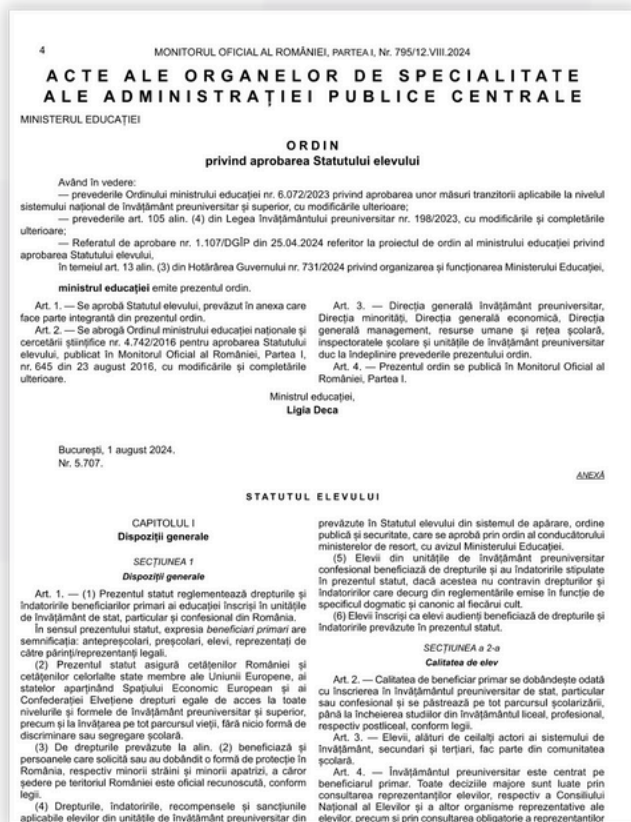 4
MONITORUL OFICIAL AL ROMÂNIEI, PARTEA I, Nr. 795/12.VIII.2024
ACTE ALE ORGANELOR DE SPECIALITATE
ALE ADMINISTRAȚIEI PUBLICE CENTRALE
MINISTERUL EDUCAȚIEI
ORDIN
privind aprobarea Statutului elevului
Având în vedere:
— prevederile Ordinului ministrului educației nr. 6.072/2023 privind aprobarea unor măsuri tranzitorii aplicabile la nivelul
sistemului național de învățământ preuniversitar și superior, cu modificările ulterioare;
— prevederile art. 105 alin. (4) din Legea învățământului preuniversitar nr. 198/2023, cu modificările și completările
ulterioare;
— Referatul de aprobare nr. 1.107/DGÎP din 25.04.2024 referitor la proiectul de ordin al ministrului educației privind
aprobarea Statutului elevului,
în temeiul art. 13 alin. (3) din Hotărârea Guvernului nr. 731/2024 privind organizarea și funcționarea Ministerului Educației,
ministrul educației emite prezentul ordin.
Art. 1. — Se aprobă Statutul elevului, prevăzut în anexa care
face parte integrantă din prezentul ordin.
Art. 2. — Se abrogă Ordinul ministrului educației naționale și
cercetării științifice nr. 4.742/2016 pentru aprobarea Statutului
elevului, publicat în Monitorul Oficial al României, Partea I,
nr. 645 din 23 august 2016, cu modificările și completările
ulterioare.
Art. 3. — Direcția generală învățământ preuniversitar,
Direcția minorități, Direcția generală economică, Direcția
generală management, resurse umane și rețea școlară,
inspectoratele școlare și unitățile de învățământ preuniversitar
duc la îndeplinire prevederile prezentului ordin.
Art. 4. — Prezentul ordin se publică în Monitorul Oficial al
României, Partea I.
Ministrul educației,
Ligia Deca
București, 1 august 2024.
Nr. 5.707.
ANEXĂ
STATUTUL ELEVULUI
CAPITOLUL I
Dispoziții generale
SECȚIUNEA 1
Dispoziții generale
Art. 1. — (1) Prezentul statut reglementează drepturile și
îndatoririle beneficiarilor primari ai educației înscriși în unitățile
de învățământ de stat, particular și confesional din România.
În sensul prezentului statut, expresia beneficiari primari are
semnificația: antepreșcolari, preșcolari, elevi, reprezentați de
către părinți/reprezentanți legali.
(2) Prezentul statut asigură cetățenilor României și
cetățenilor celorlalte state membre ale Uniunii Europene, ai
statelor aparținând Spațiului Economic European și ai
Confederației Elvețiene drepturi egale de acces la toate
nivelurile și formele de învățământ preuniversitar și superior,
precum și la învățarea pe tot parcursul vieții, fără nicio formă de
discriminare sau segregare școlară.
(3) De drepturile prevăzute la alin. (2) beneficiază și
persoanele care solicită sau au dobândit o formă de protecție în
România, respectiv minorii străini și minorii apatrizi, a căror
ședere pe teritoriul României este oficial recunoscută, conform
legii.
(4) Drepturile, îndatoririle, recompensele și sancțiunile
aplicabile elevilor din unitățile de învățământ preuniversitar din
prevăzute în Statutul elevului din sistemul de apărare, ordine
publică și securitate, care se aprobă prin ordin al conducătorului
ministerelor de resort, cu avizul Ministerului Educației.
(5) Elevii din unitățile de învățământ preuniversitar
confesional beneficiază de drepturile și au îndatoririle stipulate
în prezentul statut, dacă acestea nu contravin drepturilor și
îndatoririlor care decurg din reglementările emise în funcție de
specificul dogmatic și canonic al fiecărui cult.
(6) Elevii înscriși ca elevi audienți beneficiază de drepturile și
îndatoririle prevăzute în prezentul statut.
SECȚIUNEA a 2-a
Calitatea de elev
Art. 2. — Calitatea de beneficiar primar se dobândește odată
cu înscrierea în învățământul preuniversitar de stat, particular
sau confesional și se păstrează pe tot parcursul școlarizării,
până la încheierea studiilor din învățământul liceal, profesional,
respectiv postliceal, conform legii.
Art. 3. — Elevii, alături de ceilalți actori ai sistemului de
învățământ, secundari și terțiari, fac parte din comunitatea
școlară.
Art. 4. — Învățământul preuniversitar este centrat pe
beneficiarul primar. Toate deciziile majore sunt luate prin
consultarea reprezentanților elevilor, respectiv a Consiliului
Național al Elevilor și a altor organisme reprezentative ale
elevilor, precum și prin consultarea obligatorie a reprezentanților